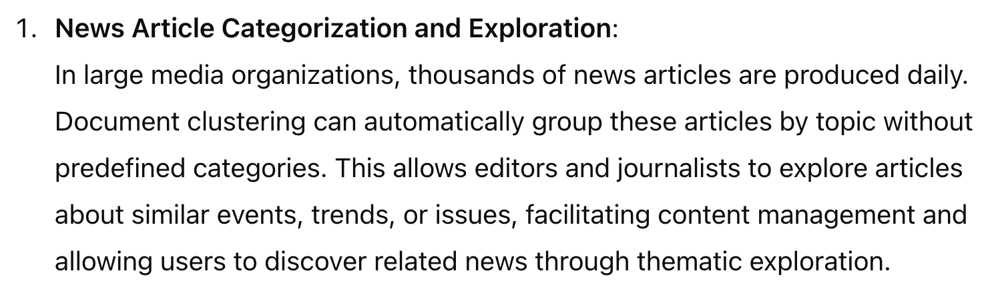 1. News Article Categorization and Exploration:
In large media organizations, thousands of news articles are produced daily.
Document clustering can automatically group these articles by topic without
predefined categories. This allows editors and journalists to explore articles
about similar events, trends, or issues, facilitating content management and
allowing users to discover related news through thematic exploration.